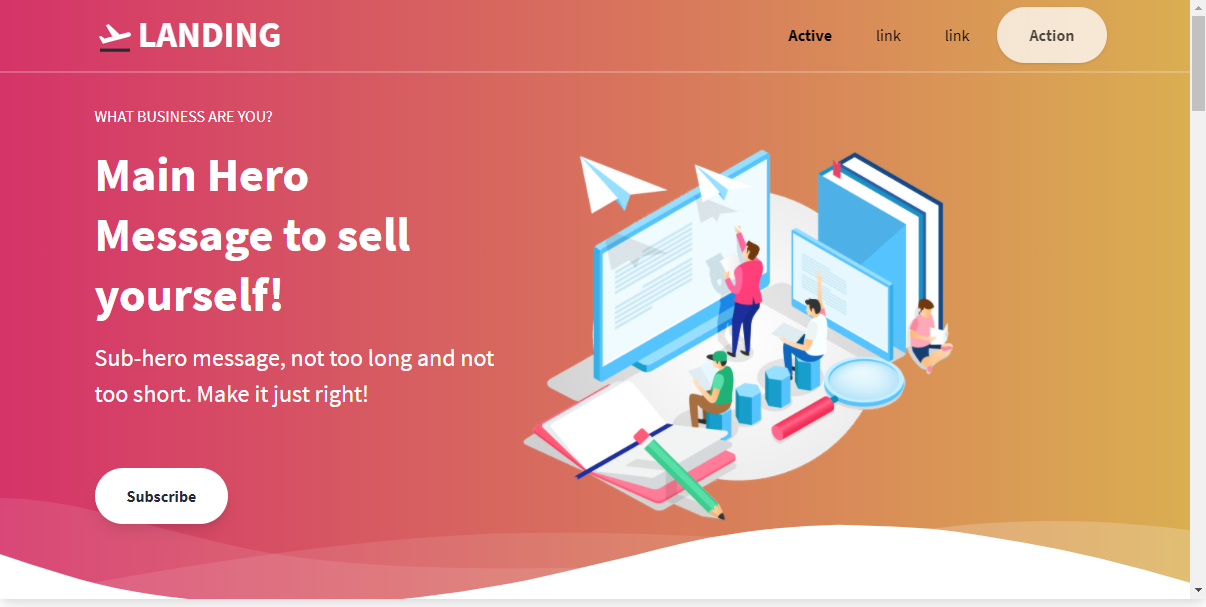 LANDING
Active
link
link
Action
WHAT BUSINESS ARE YOU?
Main Hero
Message to sell
yourself!
Sub-hero message, not too long and not
too short. Make it just right!
Subscribe